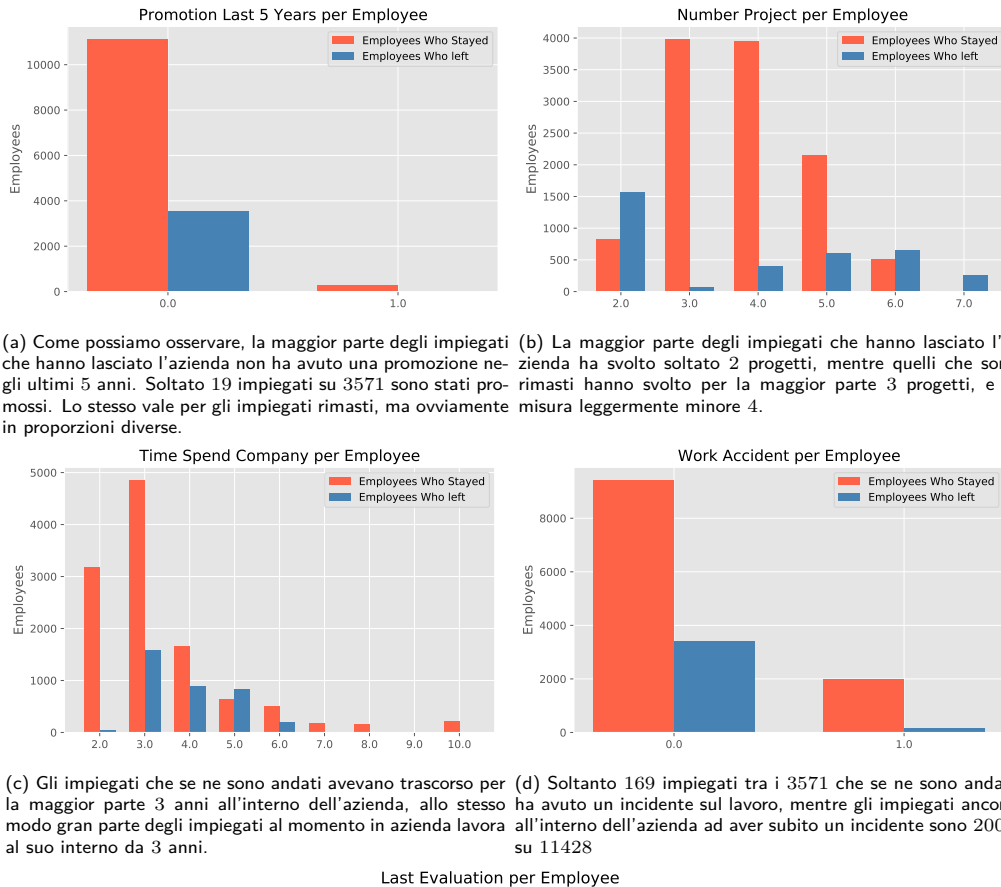 Promotion Last 5 Years per Employee
Employees Who Stayed
Employees Who left
Employees
10000
8000
6000
4000
2000
0
0.0 1.0
Number Project per Employee
Employees Who Stayed
Employees Who left
Employees
4000
3500
3000
2500
2000
1500
1000
500
0
2.0 3.0 4.0 5.0 6.0 7.0
(a) Come possiamo osservare, la maggior parte degli impiegati
che hanno lasciato l'azienda non ha avuto una promozione ne-
gli ultimi 5 anni. Soltato 19 impiegati su 3571 sono stati pro-
mossi. Lo stesso vale per gli impiegati rimasti, ma ovviamente
in proporzioni diverse.
(b) La maggior parte degli impiegati che hanno lasciato l'
zienda ha svolto soltato 2 progetti, mentre quelli che
rimasti hanno svolto per la maggior parte 3 progetti, e
misura leggermente minore 4.
Time Spend Company per Employee
Employees Who Stayed
Employees Who left
Employees
5000
4000
3000
2000
1000
0
2.0 3.0 4.0 5.0 6.0 7.0 8.0 9.0 10.0
Work Accident per Employee
Employees Who Stayed
Employees Who left
Employees
8000
6000
4000
2000
0
0.0 1.0
(c) Gli impiegati che se ne sono andati avevano trascorso per
la maggior parte 3 anni all'interno dell'azienda, allo stesso
modo gran parte degli impiegati al momento in azienda lavora
al suo interno da 3 anni.
(d) Soltanto 169 impiegati tra i 3571 che se ne sono
ha avuto un incidente sul lavoro, mentre gli impiegati
all'interno dell'azienda ad aver subito un incidente sono
su 11428
Last Evaluation per Employee